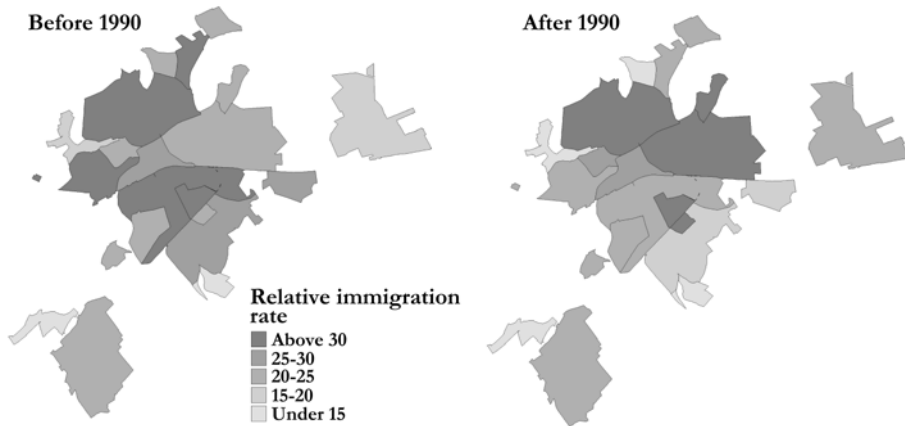 Before 1990
After 1990
Relative immigration
rate
Above 30
25-30
20-25
15-20
Under 15